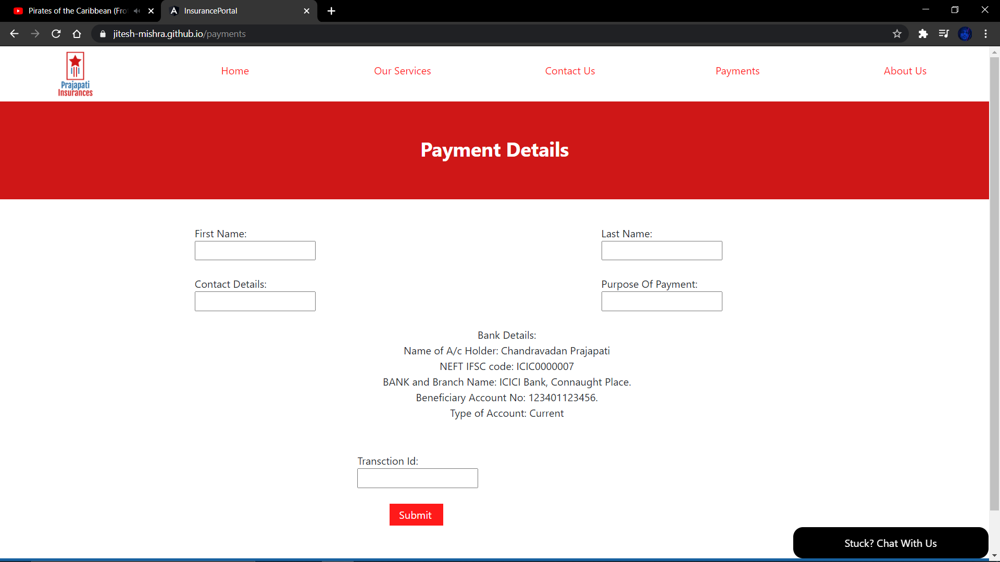 Pirates of the Caribbean (Fro
InsurancePortal
jitesh-mishra.github.io/payments
Prajapati
Insurances
Home
Our Services
Contact Us
Payments
About Us
Payment Details
First Name:
Last Name:
Contact Details:
Purpose Of Payment:
Bank Details:
Name of A/c Holder: Chandravadan Prajapati
NEFT IFSC code: ICIC0000007
BANK and Branch Name: ICICI Bank, Connaught Place.
Beneficiary Account No: 123401123456.
Type of Account: Current
Transction Id:
Submit
Stuck? Chat With Us